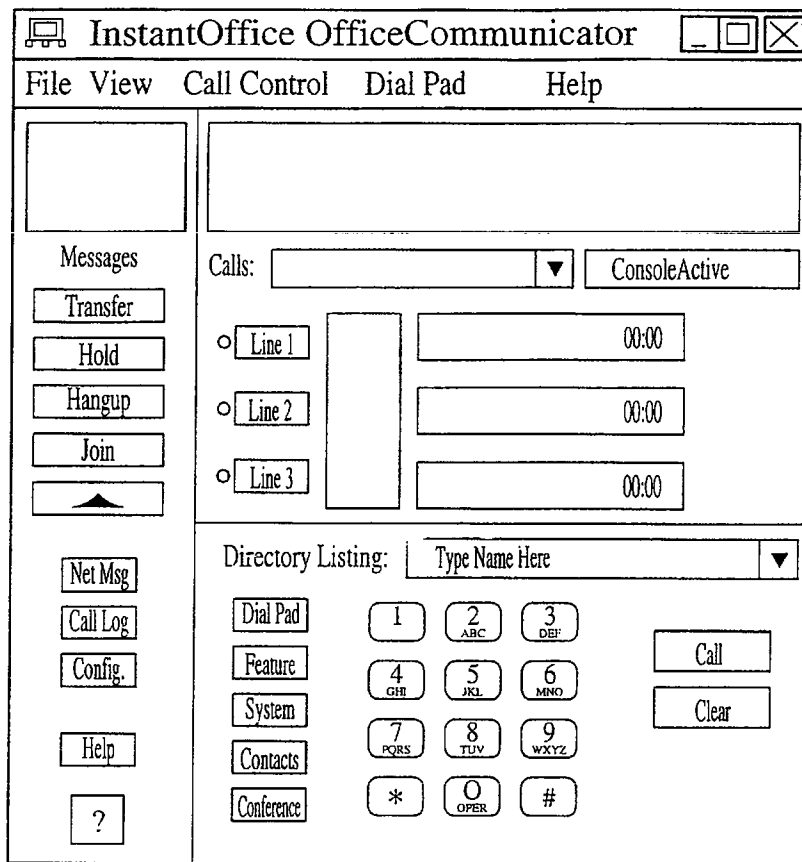 InstantOffice OfficeCommunicator
File View Call Control Dial Pad Help
Messages
Transfer
Hold
Hangup
Join
Net Msg
Call Log
Config.
Help
?
Calls:
ConsoleActive
Line 1
00:00
Line 2
00:00
Line 3
00:00
Directory Listing:
Type Name Here
Dial Pad
Feature
System
Contacts
Conference
1
2
ABC
3
DEF
4
GHI
5
JKL
6
MNO
7
PQRS
8
TUV
9
WXYZ
*
0
OPER
#
Call
Clear